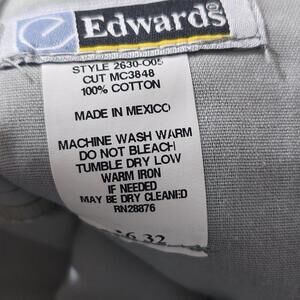 Edwards®
STYLE 2630-005
CUT MC3848
100% COTTON
MADE IN MEXICO
MACHINE WASH WARM
DO NOT BLEACH
TUMBLE DRY LOW
WARM IRON
IF NEEDED
MAY BE DRY CLEANED
RN28876
32